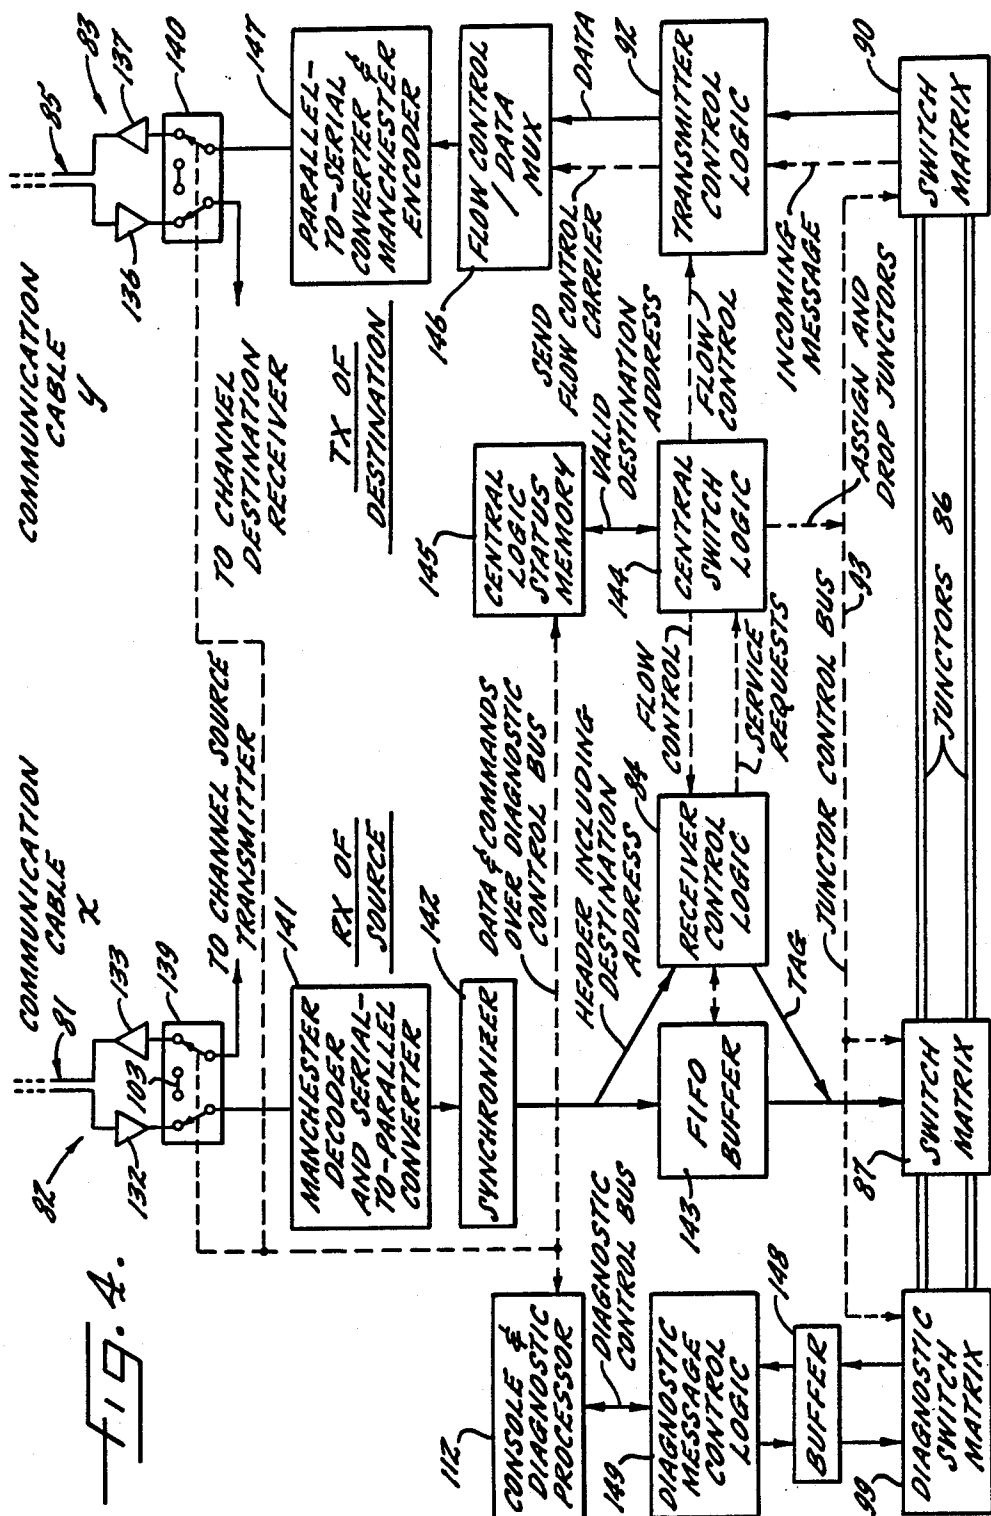 Fig. 4.
COMMUNICATION
CABLE
x
81
82
133
132
103
139
TO CHANNEL SOURCE
TRANSMITTER
141
MANCHESTER
DECODER
AND SERIAL-
TO-PARALLEL
CONVERTER
RX OF
SOURCE
142
SYNCHRONIZER
COMMUNICATION
CABLE
y
85
83
137
136
140
TO CHANNEL
DESTINATION
RECEIVER
147
PARALLEL-
TO-SERIAL
CONVERTER &
MANCHESTER
ENCODER
TX OF
DESTINATION
146
FLOW CONTROL
/ DATA
MUX
SEND
FLOW CONTROL
CARRIER
DATA
112
CONSOLE &
DIAGNOSTIC
PROCESSOR
DIAGNOSTIC
CONTROL BUS
DATA & COMMANDS
OVER DIAGNOSTIC
CONTROL BUS
145
CENTRAL
LOGIC
STATUS
MEMORY
VALID
DESTINATION
ADDRESS
HEADER INCLUDING
DESTINATION
ADDRESS
149
DIAGNOSTIC
MESSAGE
CONTROL
LOGIC
143
FIFO
BUFFER
84
RECEIVER
CONTROL
LOGIC
FLOW
CONTROL
SERVICE
REQUESTS
144
CENTRAL
SWITCH
LOGIC
FLOW
CONTROL
92
TRANSMITTER
CONTROL
LOGIC
148
BUFFER
TAG
JUNCTOR CONTROL BUS
93
ASSIGN AND
DROP JUNCTORS
INCOMING
MESSAGE
99
DIAGNOSTIC
SWITCH
MATRIX
87
SWITCH
MATRIX
JUNCTORS 86
90
SWITCH
MATRIX